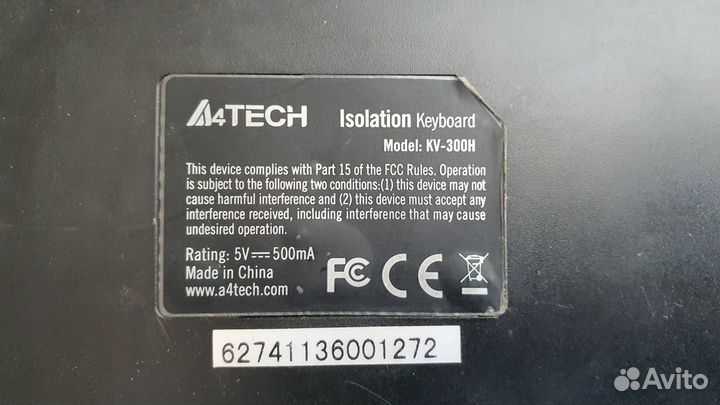 A4TECH
Isolation Keyboard
Model: KV-300H
This device complies with Part 15 of the FCC Rules. Operation
is subject to the following two conditions:(1) this device may not
cause harmful interference and (2) this device must accept any
interference received, including interference that may cause
undesired operation.
Rating: 5V⎓500mA
Made in China
www.a4tech.com
FC CE
62741136001272
Avito